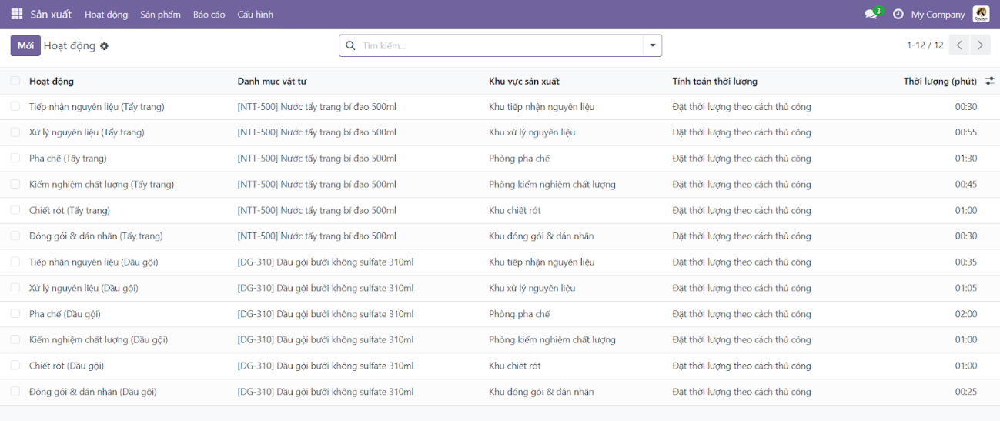 Sản xuất Hoạt động Sản phẩm Báo cáo Cấu hình 3 My Company
Mới Hoạt động Tìm kiếm... 1-12 / 12
Hoạt động Danh mục vật tư Khu vực sản xuất Tính toán thời lượng Thời lượng (phút)
Tiếp nhận nguyên liệu (Tẩy trang) [NTT-500] Nước tẩy trang bí đao 500ml Khu tiếp nhận nguyên liệu Đặt thời lượng theo cách thủ công 00:30
Xử lý nguyên liệu (Tẩy trang) [NTT-500] Nước tẩy trang bí đao 500ml Khu xử lý nguyên liệu Đặt thời lượng theo cách thủ công 00:55
Pha chế (Tẩy trang) [NTT-500] Nước tẩy trang bí đao 500ml Phòng pha chế Đặt thời lượng theo cách thủ công 01:30
Kiểm nghiệm chất lượng (Tẩy trang) [NTT-500] Nước tẩy trang bí đao 500ml Phòng kiểm nghiệm chất lượng Đặt thời lượng theo cách thủ công 00:45
Chiết rót (Tẩy trang) [NTT-500] Nước tẩy trang bí đao 500ml Khu chiết rót Đặt thời lượng theo cách thủ công 01:00
Đóng gói & dán nhãn (Tẩy trang) [NTT-500] Nước tẩy trang bí đao 500ml Khu đóng gói & dán nhãn Đặt thời lượng theo cách thủ công 00:30
Tiếp nhận nguyên liệu (Dầu gội) [DG-310] Dầu gội bưởi không sulfate 310ml Khu tiếp nhận nguyên liệu Đặt thời lượng theo cách thủ công 00:35
Xử lý nguyên liệu (Dầu gội) [DG-310] Dầu gội bưởi không sulfate 310ml Khu xử lý nguyên liệu Đặt thời lượng theo cách thủ công 01:05
Pha chế (Dầu gội) [DG-310] Dầu gội bưởi không sulfate 310ml Phòng pha chế Đặt thời lượng theo cách thủ công 02:00
Kiểm nghiệm chất lượng (Dầu gội) [DG-310] Dầu gội bưởi không sulfate 310ml Phòng kiểm nghiệm chất lượng Đặt thời lượng theo cách thủ công 01:00
Chiết rót (Dầu gội) [DG-310] Dầu gội bưởi không sulfate 310ml Khu chiết rót Đặt thời lượng theo cách thủ công 01:00
Đóng gói & dán nhãn (Dầu gội) [DG-310] Dầu gội bưởi không sulfate 310ml Khu đóng gói & dán nhãn Đặt thời lượng theo cách thủ công 00:25